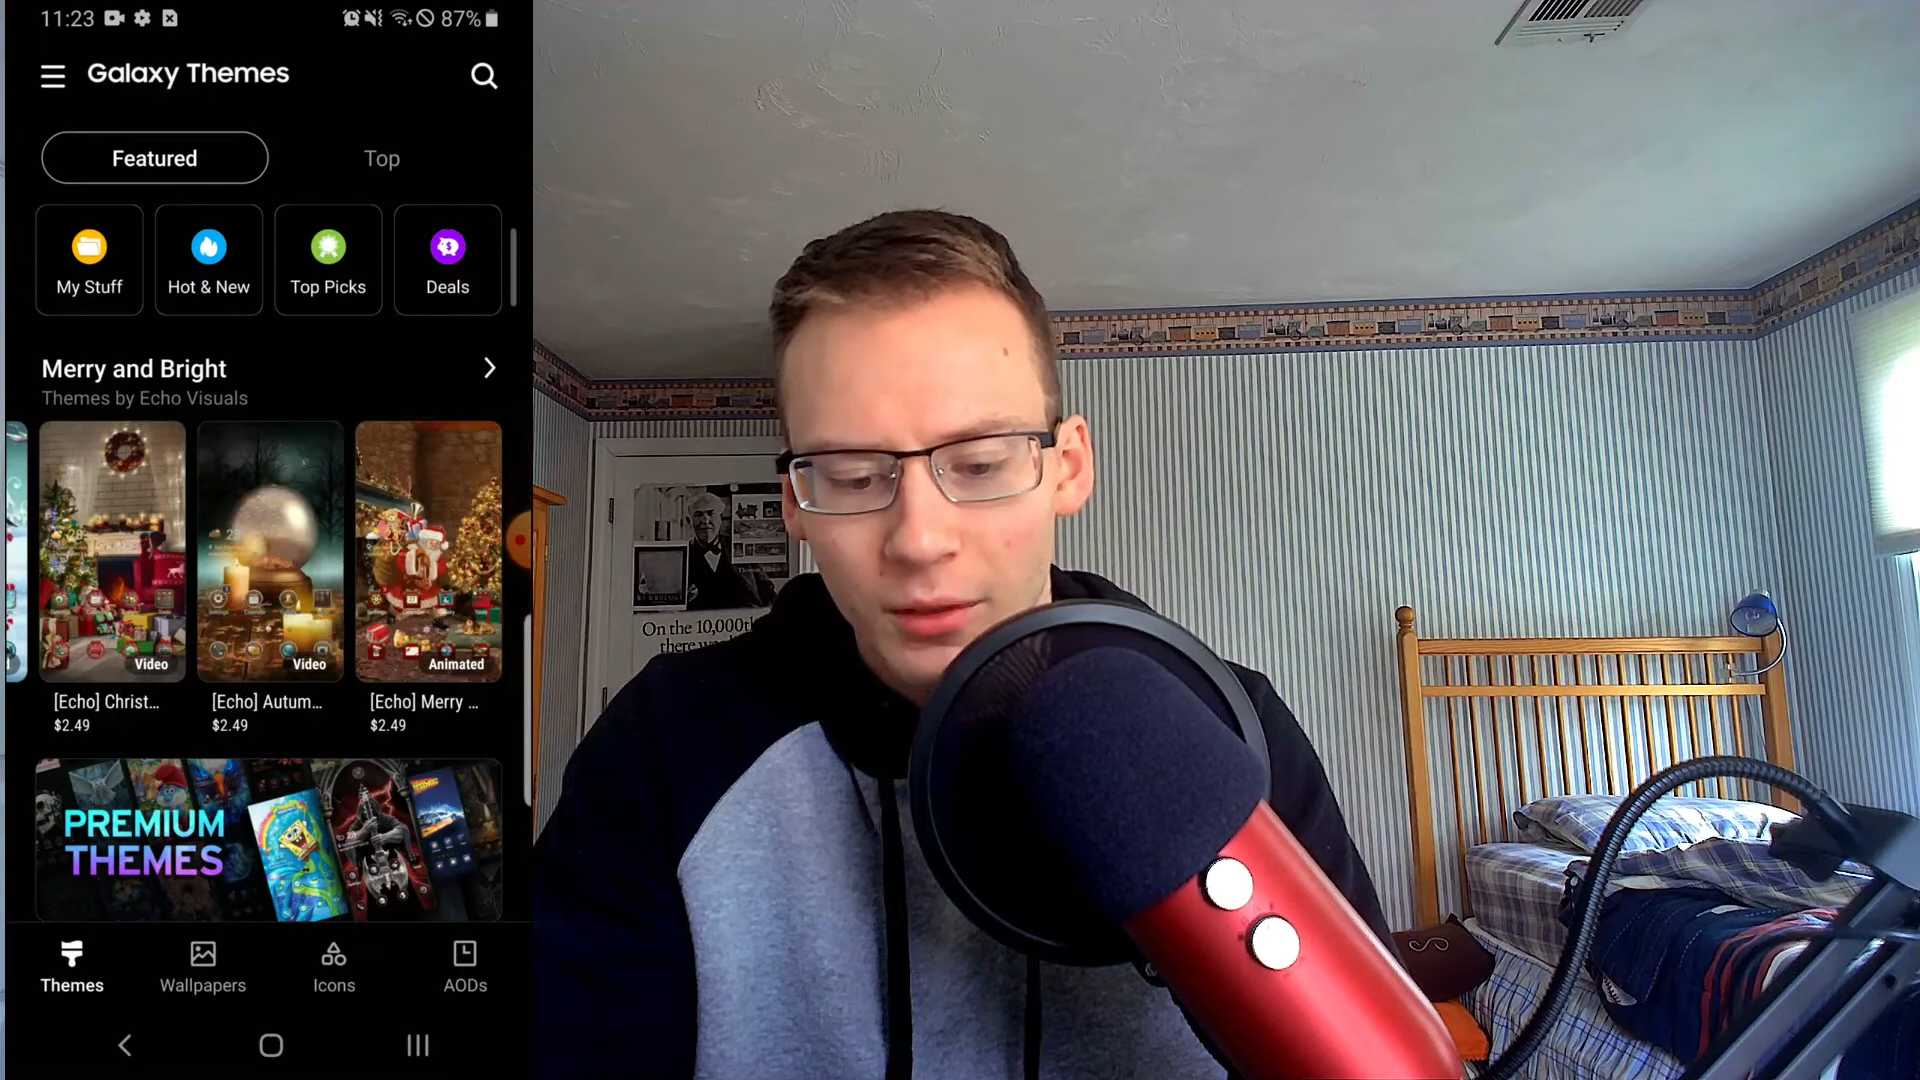 11:23
87%
Galaxy Themes
Featured
Top
My Stuff
Hot & New
Top Picks
Deals
Merry and Bright
Themes by Echo Visuals
Video
Video
Animated
[Echo] Christ...
[Echo] Autum...
[Echo] Merry ...
$2.49
$2.49
$2.49
PREMIUM
THEMES
Themes
Wallpapers
Icons
AODs
On the 10,000th
there